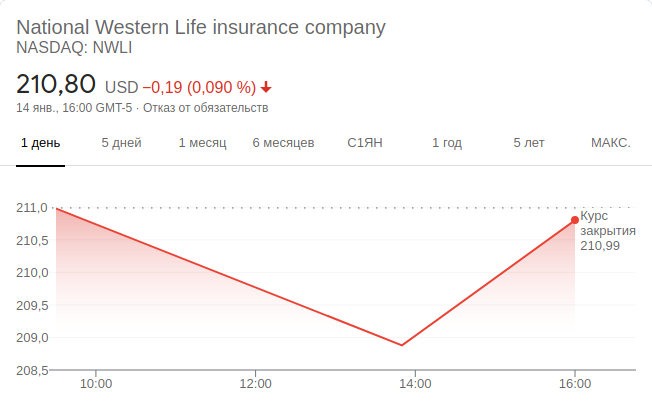 National Western Life insurance company
NASDAQ: NWLI
210,80 USD −0,19 (0,090 %)
14 янв., 16:00 GMT-5 · Отказ от обязательств
1 день 5 дней 1 месяц 6 месяцев С1ЯН 1 год 5 лет МАКС.
211,0
210,5
210,0
209,5
209,0
208,5
Курс
закрытия
210,99
10:00 12:00 14:00 16:00